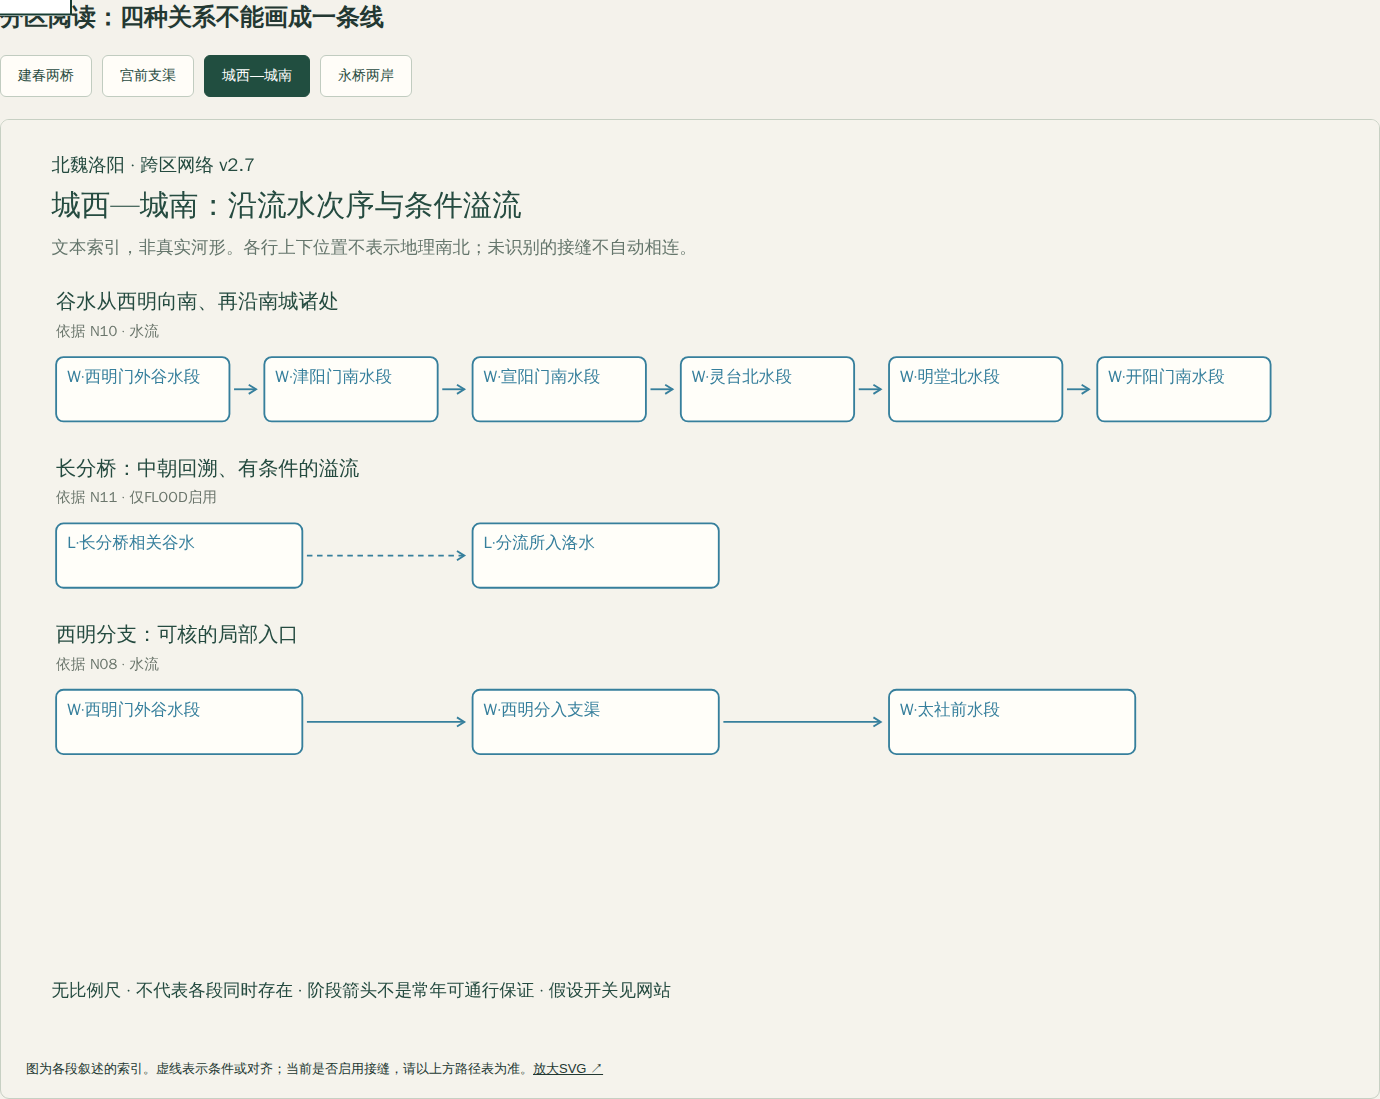 分区阅读：四种关系不能画成一条线
建春两桥
宫前支渠
城西—城南
永桥两岸
北魏洛阳 · 跨区网络 v2.7
城西—城南：沿流水次序与条件溢流
文本索引，非真实河形。各行上下位置不表示地理南北；未识别的接缝不自动相连。
谷水从西明向南、再沿南城诸处
依据 N10 · 水流
W·西明门外谷水段
W·津阳门南水段
W·宣阳门南水段
W·灵台北水段
W·明堂北水段
W·开阳门南水段
长分桥：中朝回溯、有条件的溢流
依据 N11 · 仅FLOOD启用
L·长分桥相关谷水
L·分流所入洛水
西明分支：可核的局部入口
依据 N08 · 水流
W·西明门外谷水段
W·西明分入支渠
W·太社前水段
无比例尺 · 不代表各段同时存在 · 阶段箭头不是常年可通行保证 · 假设开关见网站
图为各段叙述的索引。虚线表示条件或对齐；当前是否启用接缝，请以上方路径表为准。放大SVG ↗